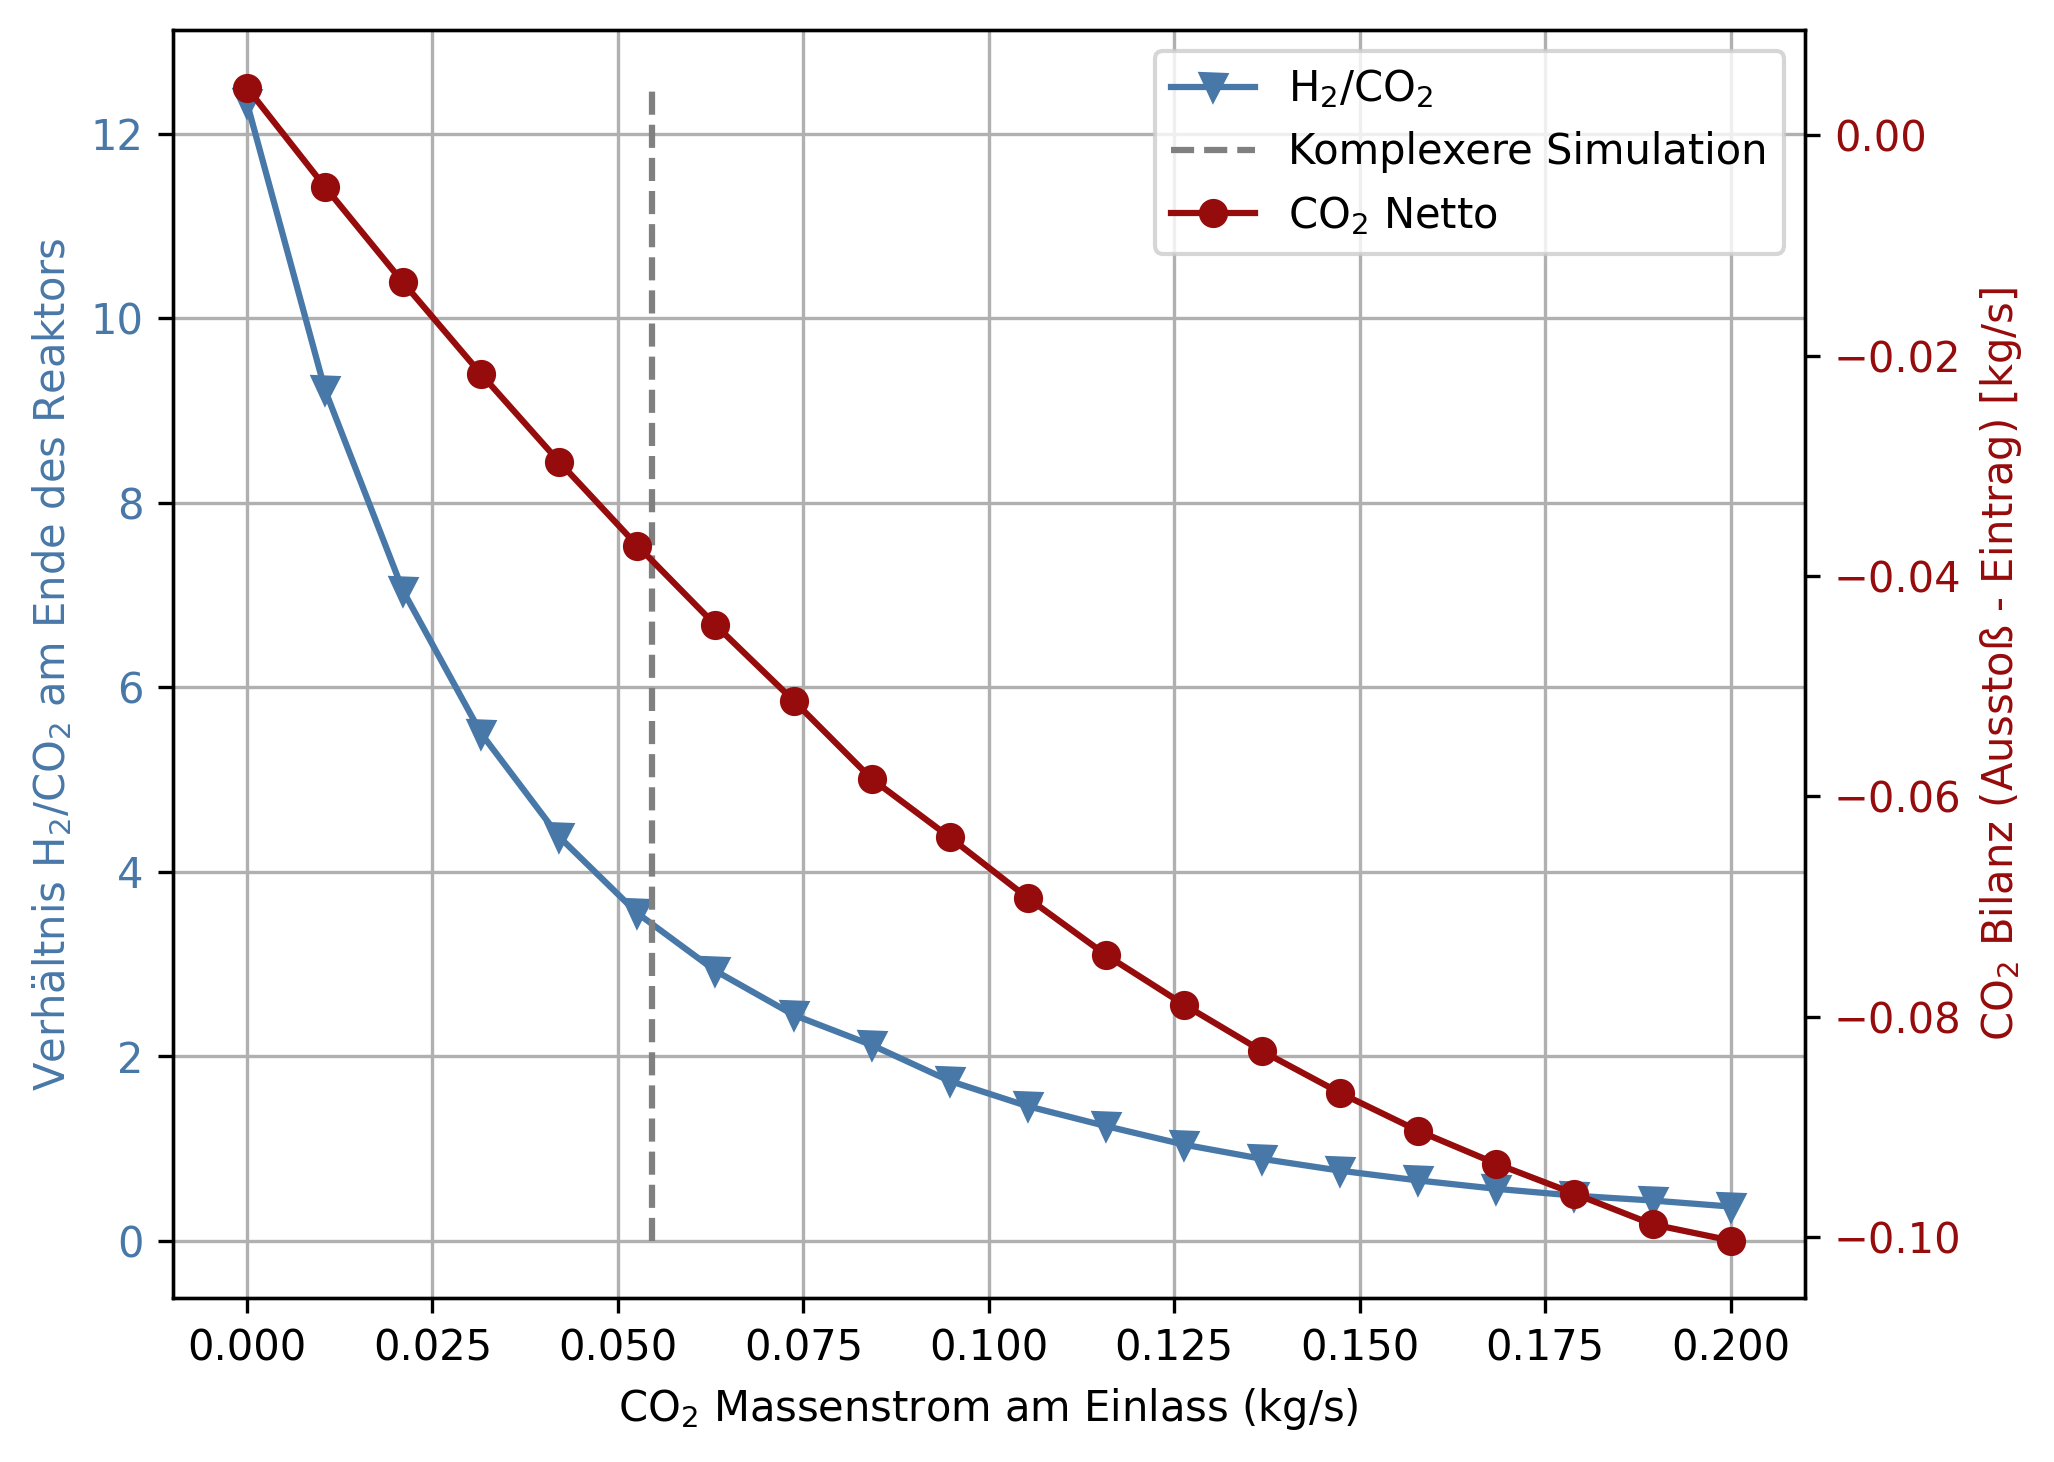 H₂/CO₂
Komplexere Simulation
CO₂ Netto
Verhältnis H₂/CO₂ am Ende des Reaktors
12
10
8
6
4
2
0
0.00
−0.02
−0.04
−0.06
−0.08
−0.10
CO₂ Bilanz (Ausstoß - Eintrag) [kg/s]
0.000 0.025 0.050 0.075 0.100 0.125 0.150 0.175 0.200
CO₂ Massenstrom am Einlass (kg/s)